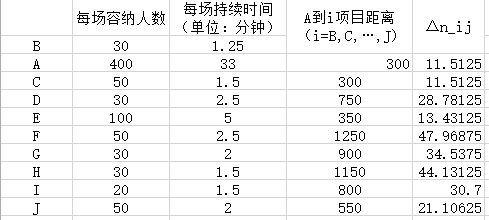 每场容纳人数 每场持续时间（单位：分钟） A到i项目距离（i=B,C,…,J） △n_ij
B 30 1.25
A 400 33 300 11.5125
C 50 1.5 300 11.5125
D 30 2.5 750 28.78125
E 100 5 350 13.43125
F 50 2.5 1250 47.96875
G 30 2 900 34.5375
H 30 2.5 1150 44.13125
I 20 1.5 800 30.7
J 50 2 550 21.10625